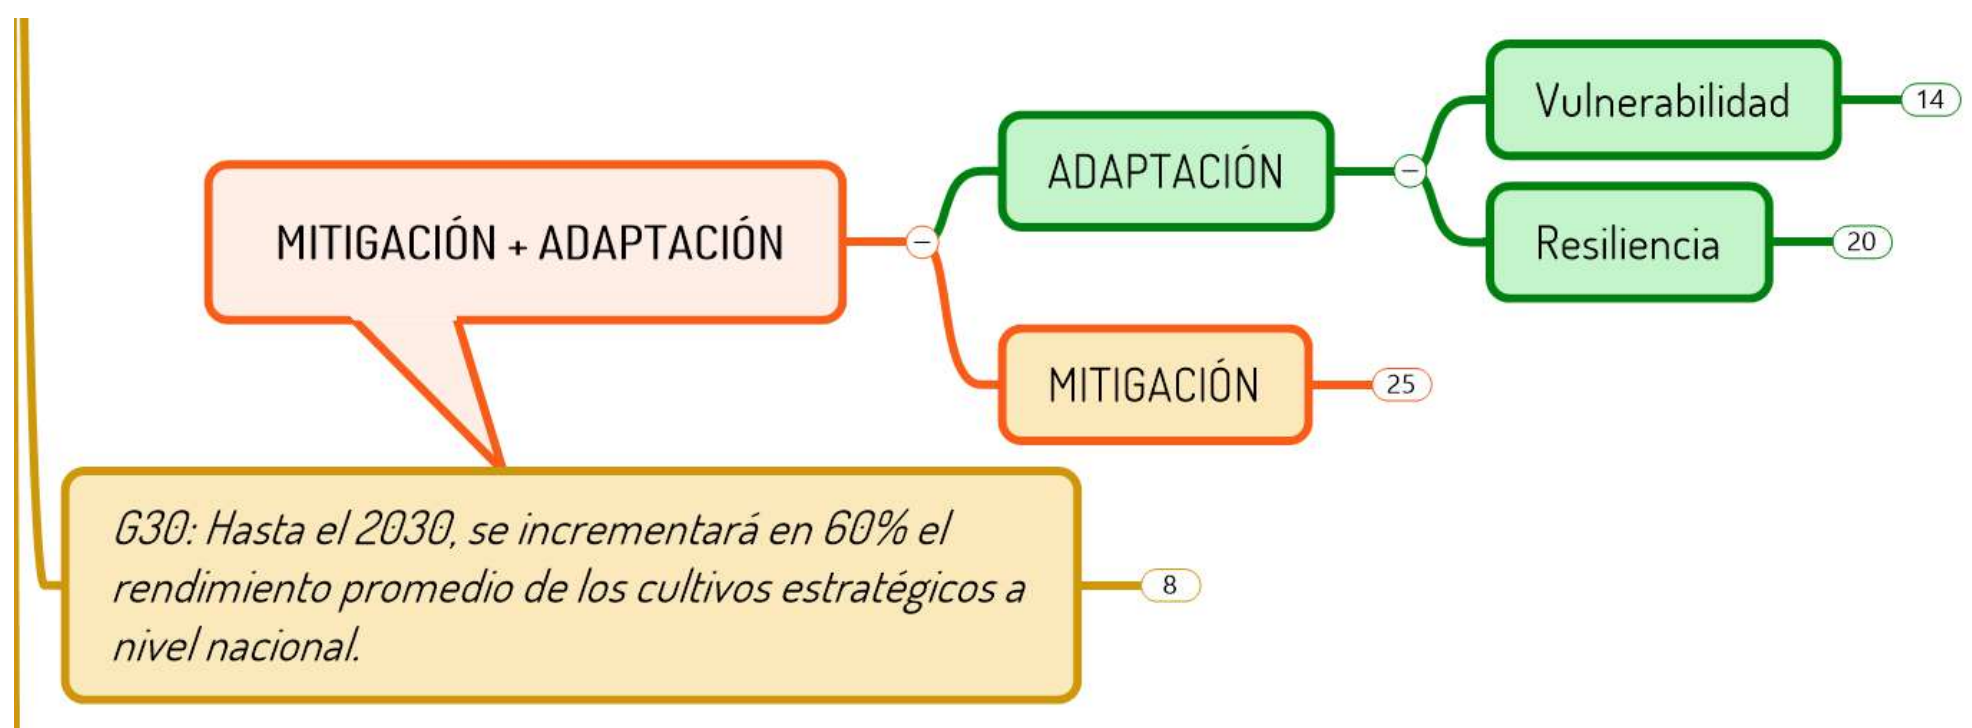 Vulnerabilidad
14
ADAPTACIÓN
MITIGACIÓN + ADAPTACIÓN
Resiliencia
20
MITIGACIÓN
25
G30: Hasta el 2030, se incrementará en 60% el
rendimiento promedio de los cultivos estratégicos a
nivel nacional.
8